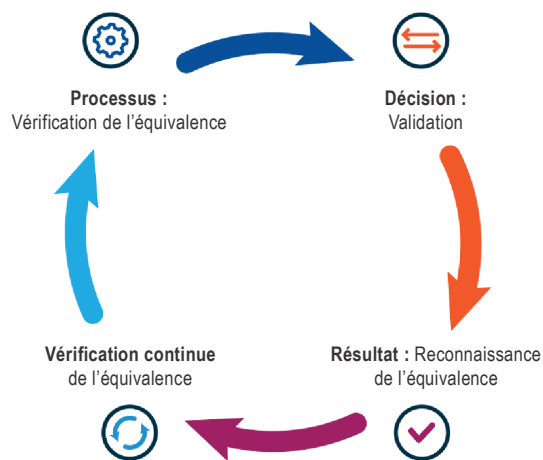 Processus :
Vérification de l’équivalence
Décision :
Validation
Vérification continue
de l’équivalence
Résultat : Reconnaissance
de l’équivalence